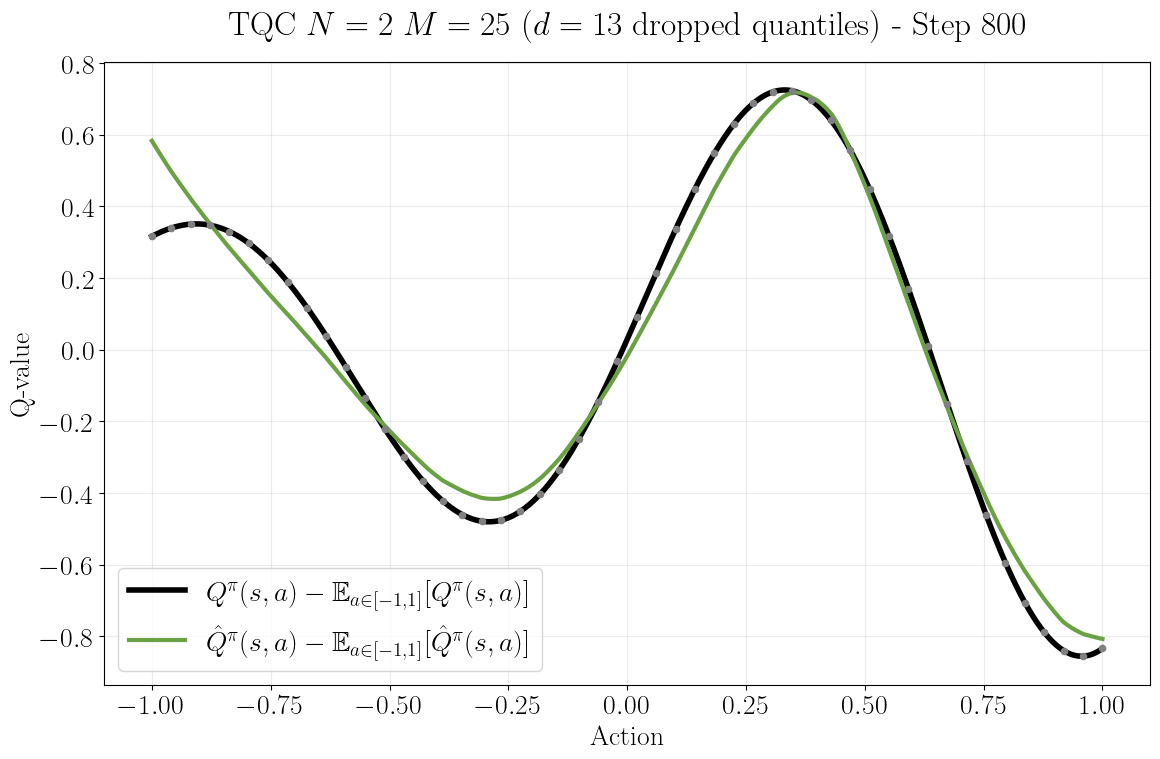 TQC N = 2 M = 25 (d = 13 dropped quantiles) - Step 800
0.8
0.6
0.4
0.2
0.0
−0.2
−0.4
−0.6
−0.8
Q-value
Q^π(s, a) − 𝔼_{a∈[−1,1]}[Q^π(s, a)]
Q̂^π(s, a) − 𝔼_{a∈[−1,1]}[Q̂^π(s, a)]
−1.00 −0.75 −0.50 −0.25 0.00 0.25 0.50 0.75 1.00
Action